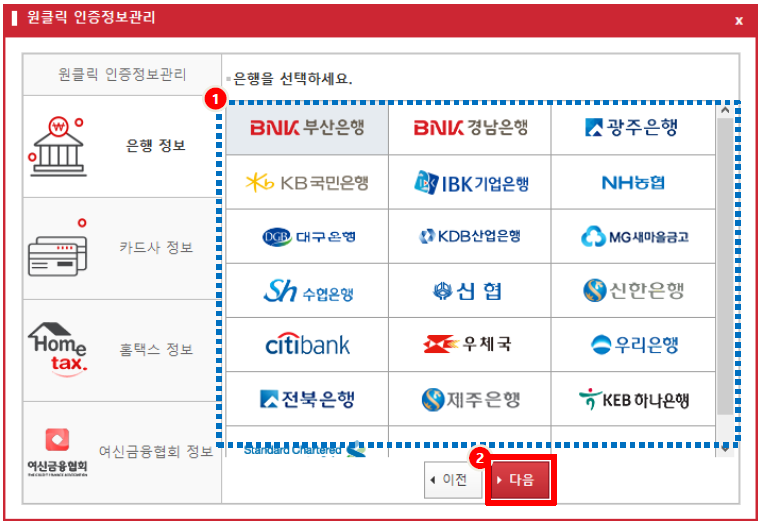 원클릭 인증정보관리 x
원클릭 인증정보관리
은행을 선택하세요.
1
은행 정보
카드사 정보
Home
tax.
홈택스 정보
여신금융협회
여신금융협회 정보
BNK 부산은행 BNK 경남은행 광주은행
Kb KB국민은행 IBK IBK기업은행 NH농협
DGB 대구은행 KDB산업은행 MG새마을금고
Sh 수협은행 신협 신한은행
citibank 우체국 우리은행
전북은행 제주은행 KEB 하나은행
Standard Chartered
2
이전 다음